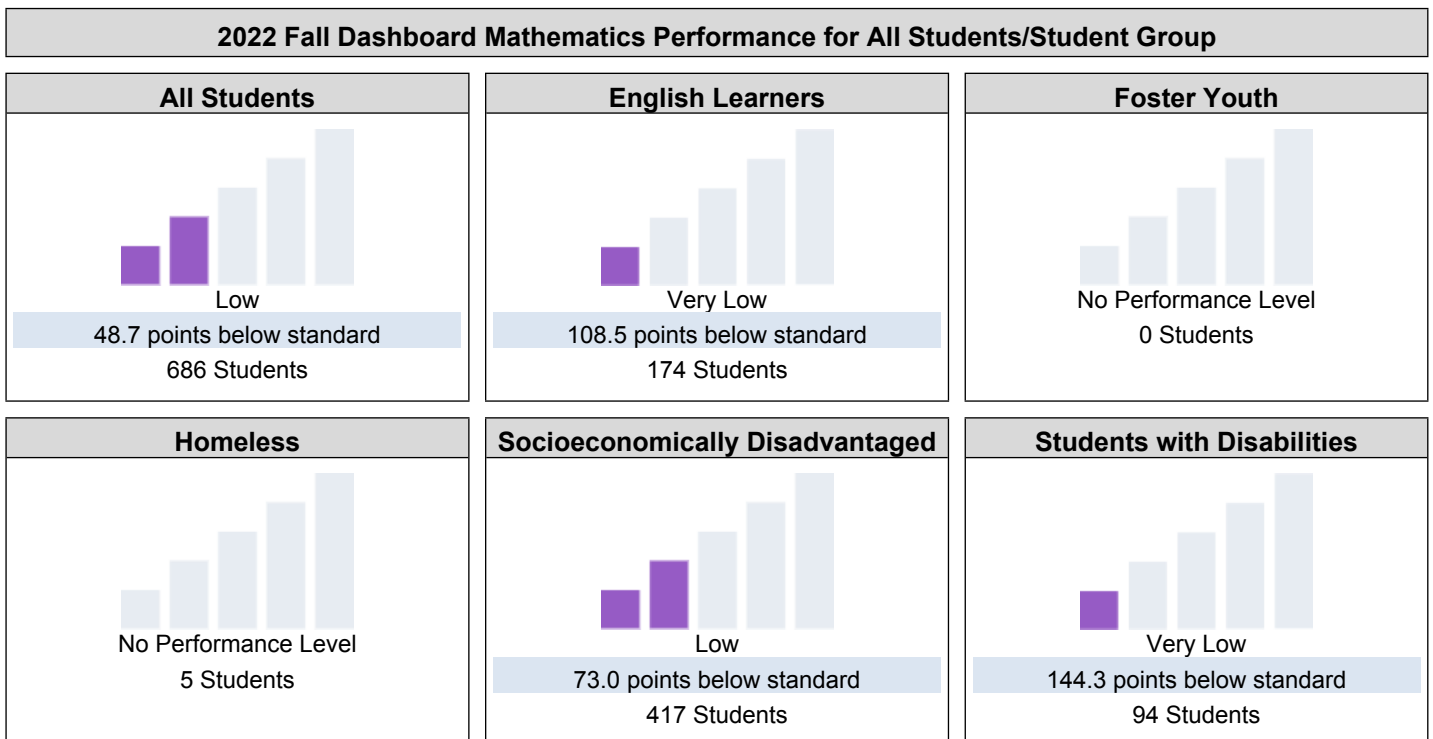 2022 Fall Dashboard Mathematics Performance for All Students/Student Group
All Students
Low
48.7 points below standard
686 Students
English Learners
Very Low
108.5 points below standard
174 Students
Foster Youth
No Performance Level
0 Students
Homeless
No Performance Level
5 Students
Socioeconomically Disadvantaged
Low
73.0 points below standard
417 Students
Students with Disabilities
Very Low
144.3 points below standard
94 Students